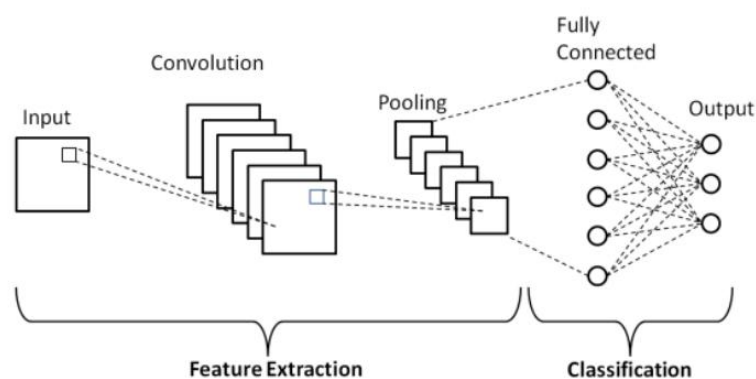 Input
Convolution
Pooling
Fully
Connected
Output
Feature Extraction
Classification